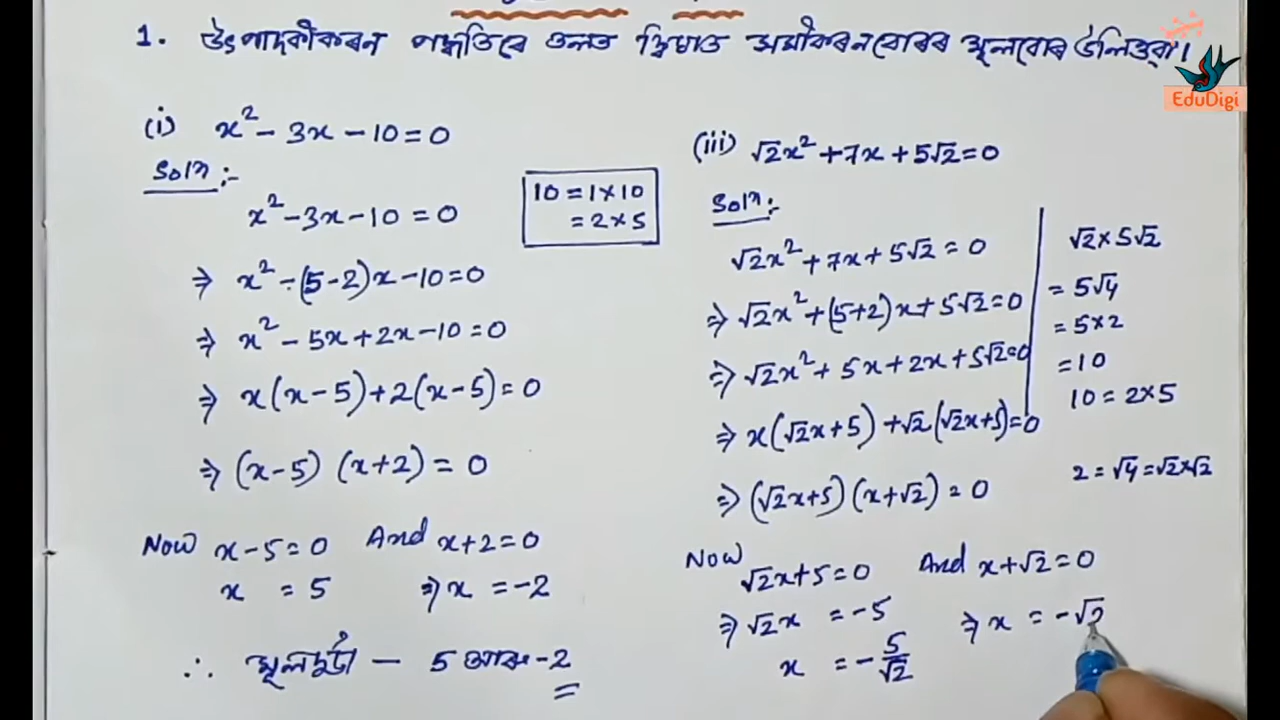 1. উৎপাদকীকৰন পদ্ধতিৰে তলত দ্বিঘাত সমীকৰনবোৰৰ মূলবোৰ উলিওৱা।
EduDigi
(i) x² - 3x - 10 = 0
Soln :-
x² - 3x - 10 = 0
10 = 1 × 10
= 2 × 5
⇒ x² - (5-2)x - 10 = 0
⇒ x² - 5x + 2x - 10 = 0
⇒ x(x-5) + 2(x-5) = 0
⇒ (x-5) (x+2) = 0
Now x - 5 = 0 And x + 2 = 0
x = 5 ⇒ x = -2
∴ মূলদুটা — 5 আৰু -2
(iii) √2x² + 7x + 5√2 = 0
Soln :-
√2x² + 7x + 5√2 = 0
⇒ √2x² + (5+2)x + 5√2 = 0
⇒ √2x² + 5x + 2x + 5√2 = 0
⇒ x(√2x+5) + √2(√2x+5) = 0
⇒ (√2x+5) (x+√2) = 0
√2 × 5√2
= 5√4
= 5×2
= 10
10 = 2×5
2 = √4 = √2×√2
Now √2x + 5 = 0 And x + √2 = 0
⇒ √2x = -5 ⇒ x = -√2
x = -5/√2